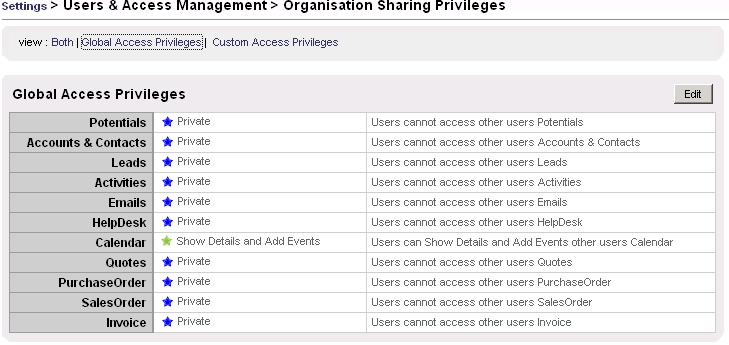 Settings > Users & Access Management > Organisation Sharing Privileges
view : Both | Global Access Privileges | Custom Access Privileges
Global Access Privileges Edit
Potentials Private Users cannot access other users Potentials
Accounts & Contacts Private Users cannot access other users Accounts & Contacts
Leads Private Users cannot access other users Leads
Activities Private Users cannot access other users Activities
Emails Private Users cannot access other users Emails
HelpDesk Private Users cannot access other users HelpDesk
Calendar Show Details and Add Events Users can Show Details and Add Events other users Calendar
Quotes Private Users cannot access other users Quotes
PurchaseOrder Private Users cannot access other users PurchaseOrder
SalesOrder Private Users cannot access other users SalesOrder
Invoice Private Users cannot access other users Invoice